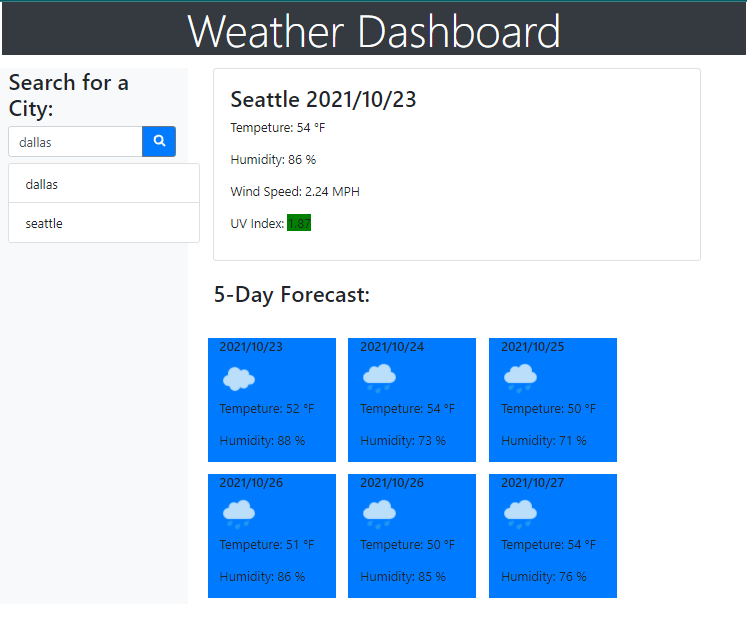 Weather Dashboard
Search for a
City:
dallas
dallas
seattle
Seattle 2021/10/23
Tempeture: 54 °F
Humidity: 86 %
Wind Speed: 2.24 MPH
UV Index: 1.87
5-Day Forecast:
2021/10/23
Tempeture: 52 °F
Humidity: 88 %
2021/10/24
Tempeture: 54 °F
Humidity: 73 %
2021/10/25
Tempeture: 50 °F
Humidity: 71 %
2021/10/26
Tempeture: 51 °F
Humidity: 86 %
2021/10/26
Tempeture: 50 °F
Humidity: 85 %
2021/10/27
Tempeture: 54 °F
Humidity: 76 %